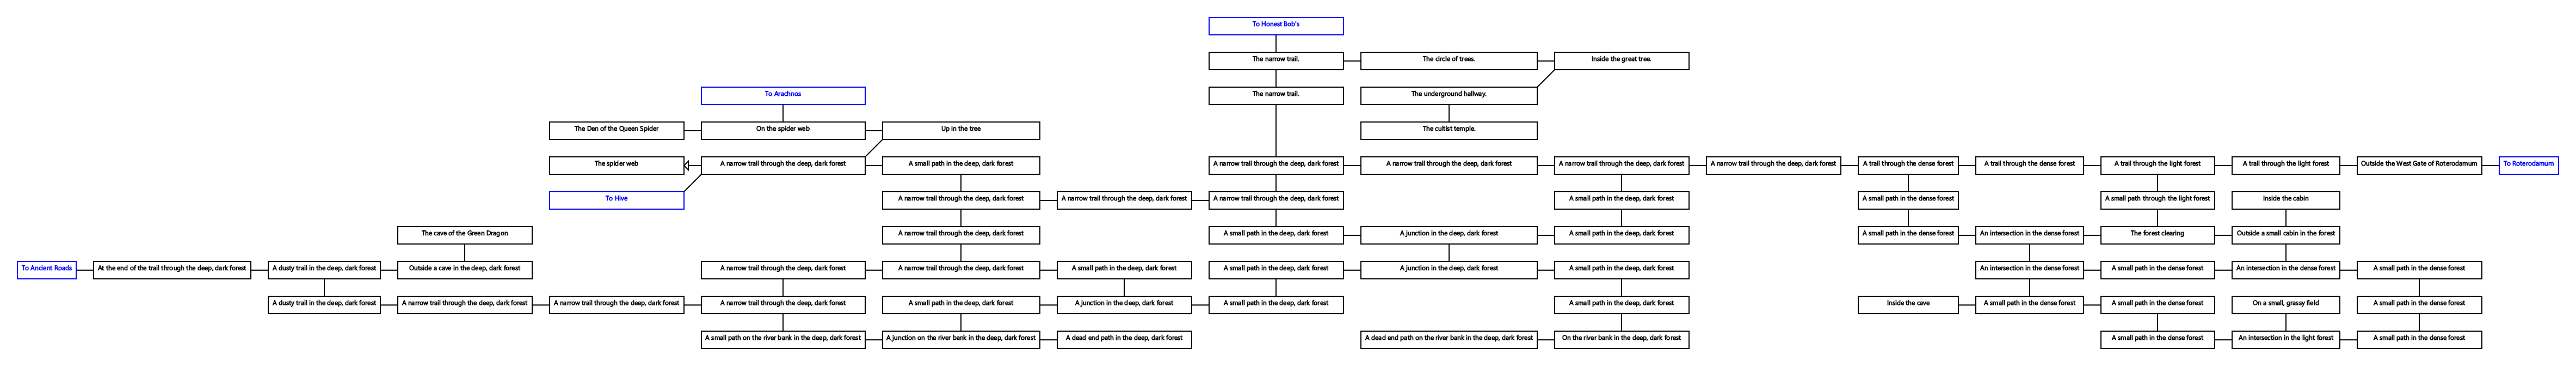 To Honest Bob's
The narrow trail.
The circle of trees.
Inside the great tree.
To Arachnos
The narrow trail.
The underground hallway.
The Den of the Queen Spider
On the spider web
Up in the tree
The cultist temple.
The spider web
A narrow trail through the deep, dark forest
A small path in the deep, dark forest
A narrow trail through the deep, dark forest
A narrow trail through the deep, dark forest
A narrow trail through the deep, dark forest
A narrow trail through the deep, dark forest
A trail through the dense forest
A trail through the dense forest
A trail through the light forest
A trail through the light forest
Outside the West Gate of Roterodamum
To Roterodamum
To Hive
A narrow trail through the deep, dark forest
A narrow trail through the deep, dark forest
A narrow trail through the deep, dark forest
A small path in the deep, dark forest
A small path in the dense forest
A small path through the light forest
Inside the cabin
The cave of the Green Dragon
A narrow trail through the deep, dark forest
A small path in the deep, dark forest
A junction in the deep, dark forest
A small path in the deep, dark forest
A small path in the dense forest
An intersection in the dense forest
The forest clearing
Outside a small cabin in the forest
To Ancient Roads
At the end of the trail through the deep, dark forest
A dusty trail in the deep, dark forest
Outside a cave in the deep, dark forest
A narrow trail through the deep, dark forest
A narrow trail through the deep, dark forest
A small path in the deep, dark forest
A small path in the deep, dark forest
A junction in the deep, dark forest
A small path in the deep, dark forest
An intersection in the dense forest
A small path in the dense forest
An intersection in the dense forest
A small path in the dense forest
A dusty trail in the deep, dark forest
A narrow trail through the deep, dark forest
A narrow trail through the deep, dark forest
A narrow trail through the deep, dark forest
A small path in the deep, dark forest
A junction in the deep, dark forest
A small path in the deep, dark forest
A small path in the deep, dark forest
Inside the cave
A small path in the dense forest
A small path in the dense forest
On a small, grassy field
A small path in the dense forest
A small path on the river bank in the deep, dark forest
A junction on the river bank in the deep, dark forest
A dead end path in the deep, dark forest
A dead end path on the river bank in the deep, dark forest
On the river bank in the deep, dark forest
A small path in the dense forest
An intersection in the light forest
A small path in the dense forest